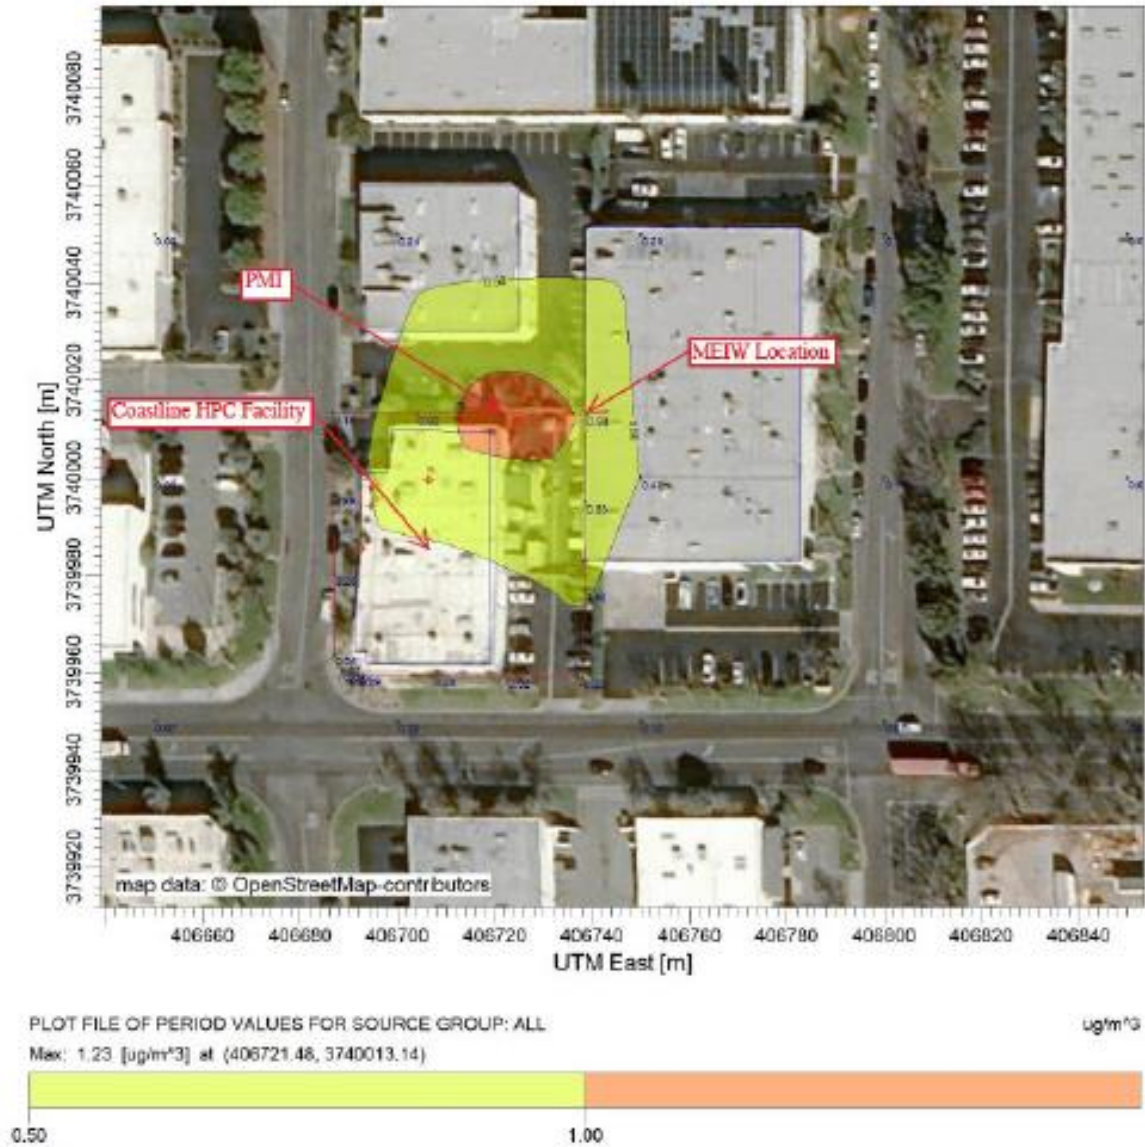 3740080
3740060
3740040
3740020
3740000
3739980
3739960
3739940
3739920
UTM North [m]
PMI
MEIW Location
Coastline HPC Facility
map data: © OpenStreetMap-contributors
406660 406680 406700 406720 406740 406760 406780 406800 406820 406840
UTM East [m]
PLOT FILE OF PERIOD VALUES FOR SOURCE GROUP: ALL
ug/m^3
Max: 1.23 [ug/m^3] at (406721.48, 3740013.14)
0.50 1.00